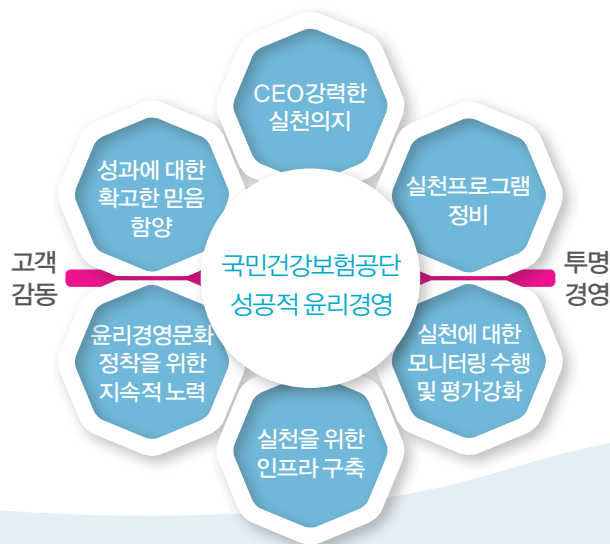 CEO강력한
실천의지
성과에 대한
확고한 믿음
함양
실천프로그램
정비
국민건강보험공단
성공적 윤리경영
고객
감동
투명
경영
윤리경영문화
정착을 위한
지속적 노력
실천에 대한
모니터링 수행
및 평가강화
실천을 위한
인프라 구축